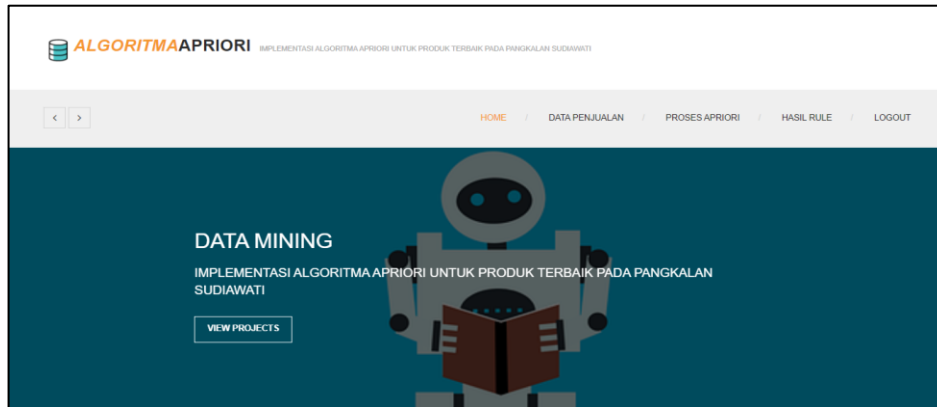 ALGORITMAAPRIORI IMPLEMENTASI ALGORITMA APRIORI UNTUK PRODUK TERBAIK PADA PANGKALAN SUDIAWATI
< > HOME / DATA PENJUALAN / PROSES APRIORI / HASIL RULE / LOGOUT
DATA MINING
IMPLEMENTASI ALGORITMA APRIORI UNTUK PRODUK TERBAIK PADA PANGKALAN
SUDIAWATI
VIEW PROJECTS